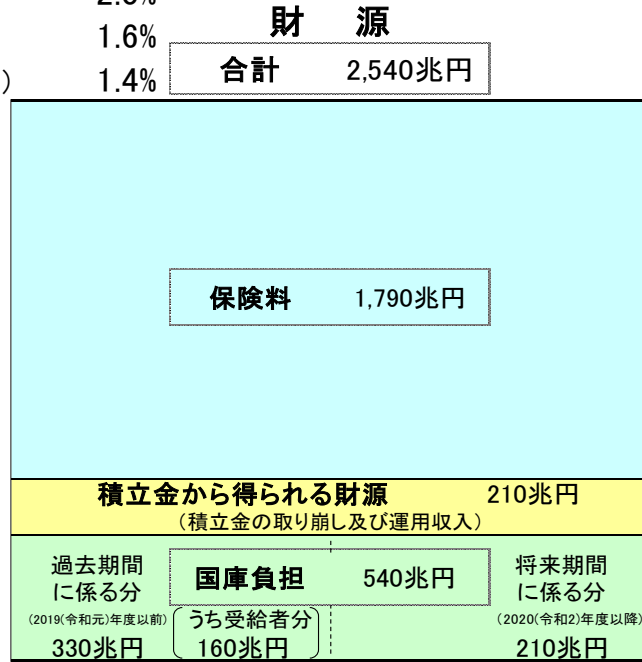 財　源
1.6%
合計 2,540兆円
) 1.4%
保険料 1,790兆円
積立金から得られる財源 210兆円
(積立金の取り崩し及び運用収入)
過去期間
に係る分
(2019(令和元)年度以前)
330兆円
国庫負担 540兆円
うち受給者分
160兆円
将来期間
に係る分
(2020(令和2)年度以降)
210兆円